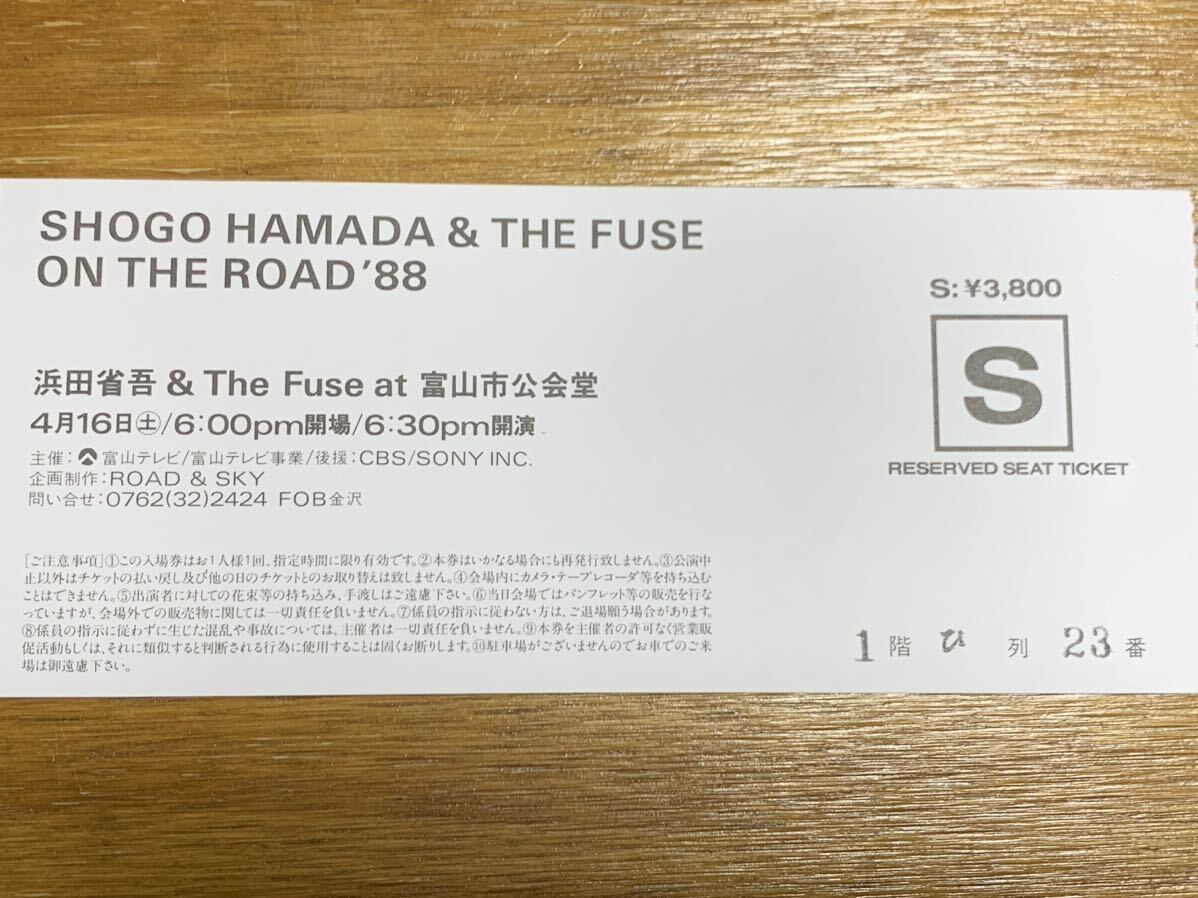 SHOGO HAMADA & THE FUSE
ON THE ROAD '88
S: ¥3,800
S
RESERVED SEAT TICKET
浜田省吾 & The Fuse at 富山市公会堂
4月16日㊏/6:00pm開場/6:30pm開演
主催:富山テレビ/富山テレビ事業/後援:CBS/SONY INC.
企画制作:ROAD & SKY
問い合せ:0762(32)2424 FOB金沢
[ご注意事項]①この入場券はお1人様1回、指定時間に限り有効です。②本券はいかなる場合にも再発行致しません。③公演中
止以外はチケットの払い戻し及び他の日のチケットとのお取り替えは致しません。④会場内にカメラ・テープレコーダ等を持ち込む
ことはできません。⑤出演者に対しての花束等の持ち込み、手渡しはご遠慮下さい。⑥当日会場ではパンフレット等の販売を行な
っていますが、会場外での販売物に関しては一切責任を負いません。⑦係員の指示に従わない方は、ご退場願う場合があります。
⑧係員の指示に従わずに生じた混乱や事故については、主催者は一切責任を負いません。⑨本券を主催者の許可なく営業販
促活動もしくは、それに類似すると判断される行為に使用することは固くお断りします。⑩駐車場がございませんのでお車でのご来
場は御遠慮下さい。
1階 ひ 列 23番